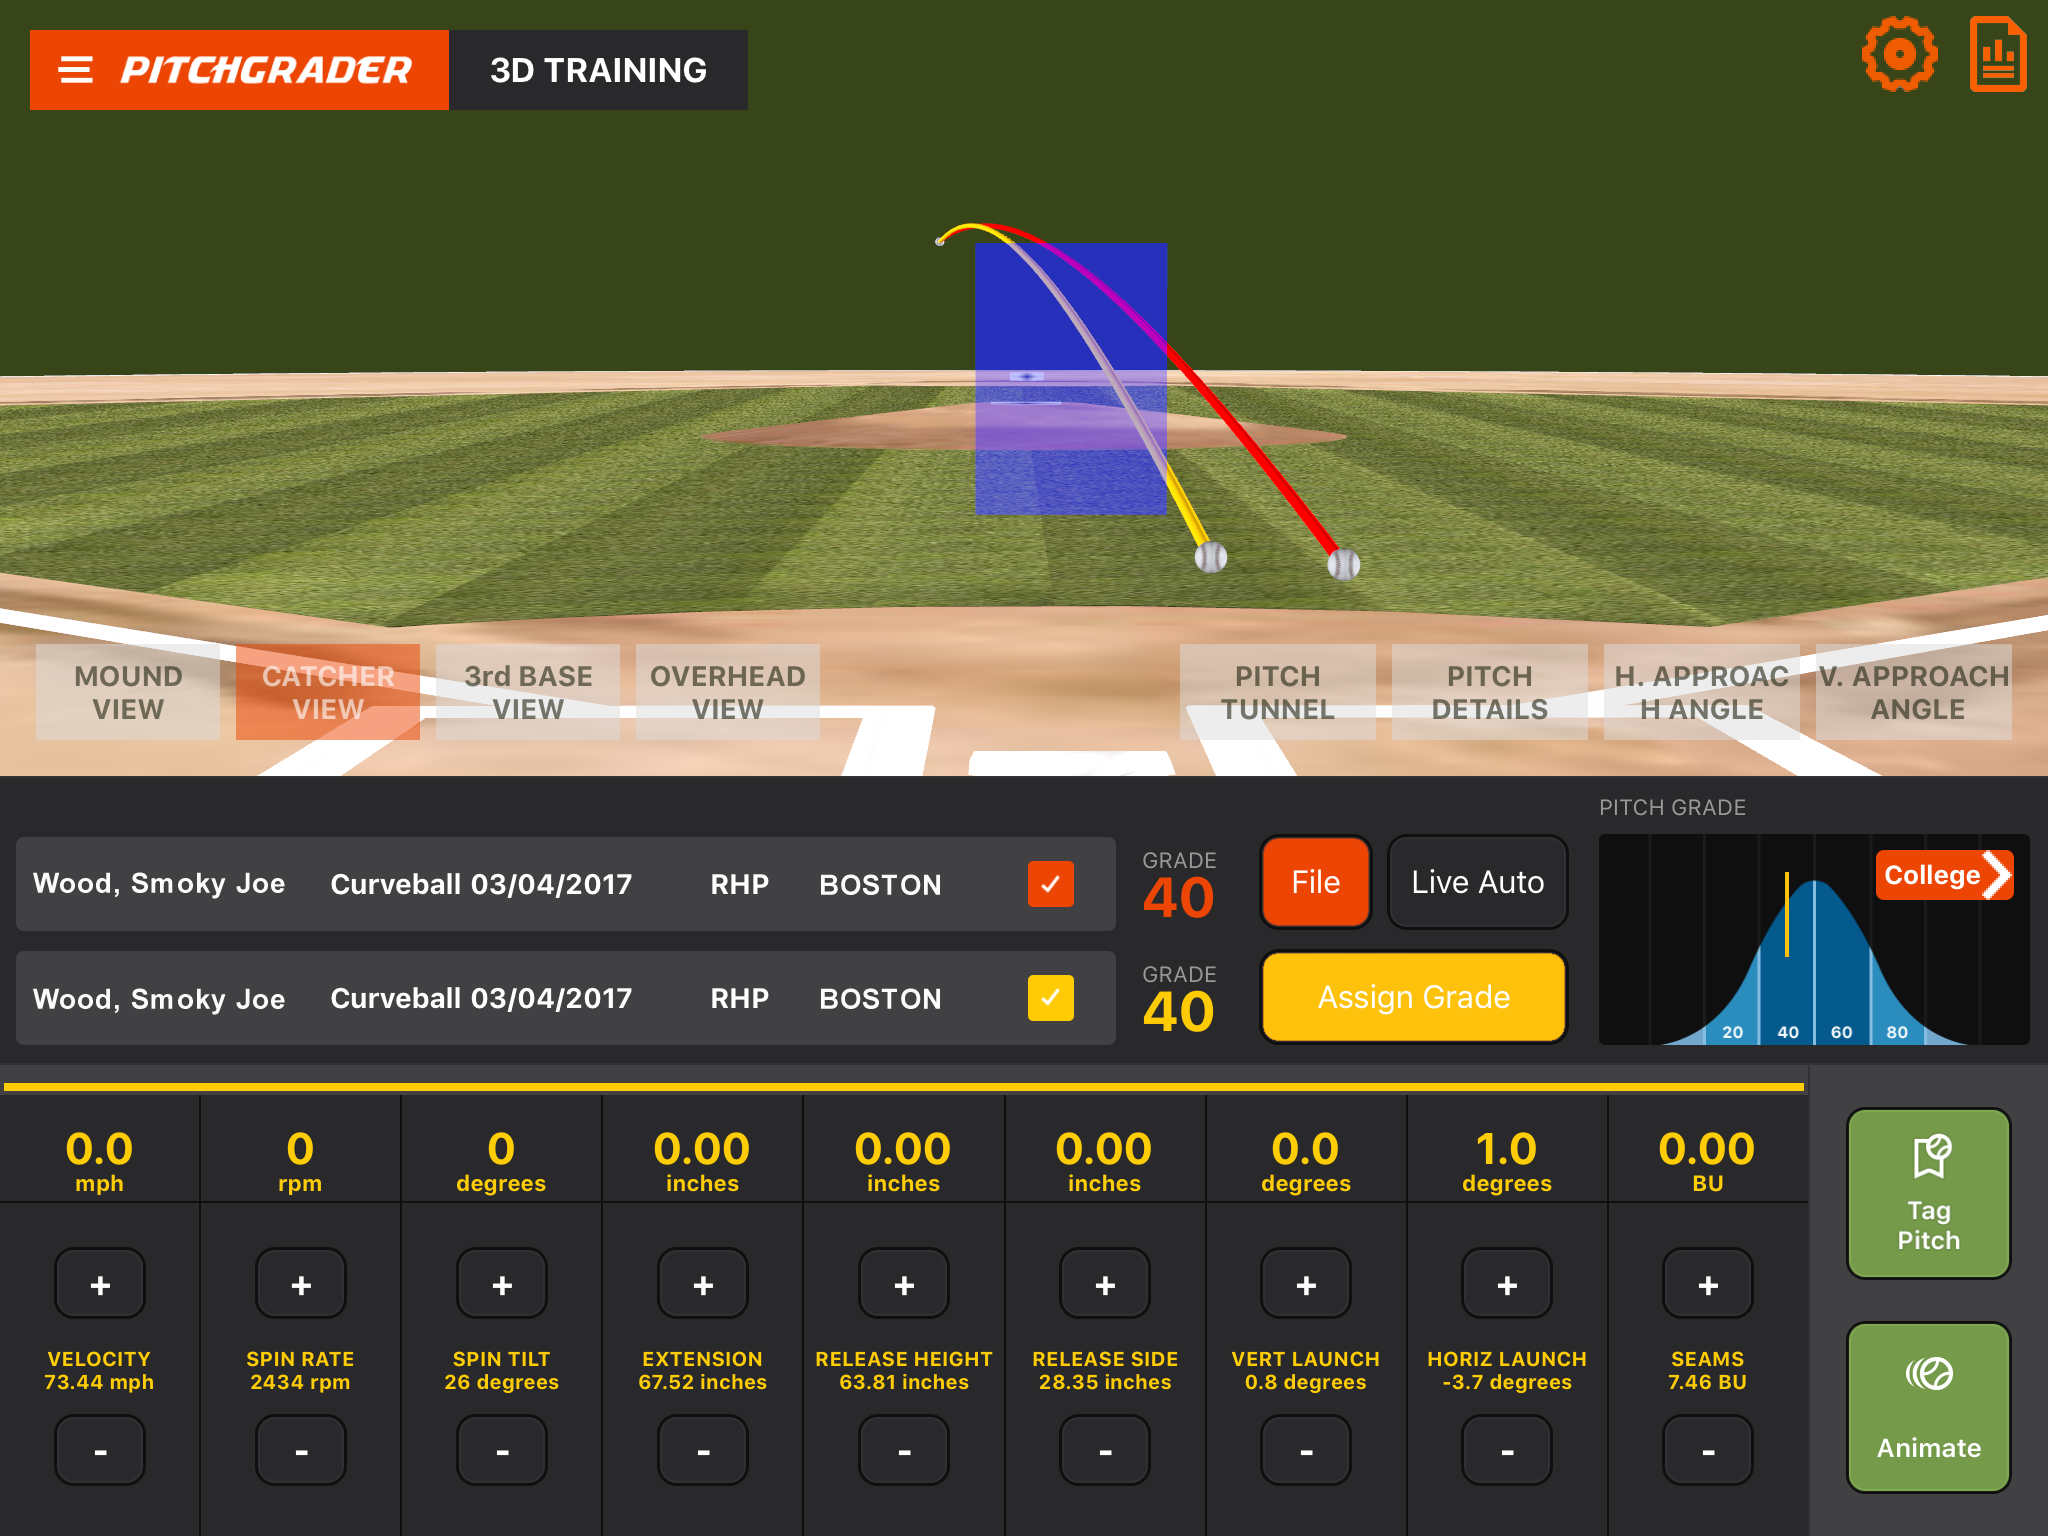 PITCHGRADER 3D TRAINING
MOUND VIEW
CATCHER VIEW
3rd BASE VIEW
OVERHEAD VIEW
PITCH TUNNEL
PITCH DETAILS
H. APPROAC
H ANGLE
V. APPROACH ANGLE
PITCH GRADE
Wood, Smoky Joe Curveball 03/04/2017 RHP BOSTON
GRADE
40
File
Live Auto
College
Wood, Smoky Joe Curveball 03/04/2017 RHP BOSTON
GRADE
40
Assign Grade
20 40 60 80
0.0 0 0 0.00 0.00 0.00 0.0 1.0 0.00
mph rpm degrees inches inches inches degrees degrees BU
+ + + + + + + + +
VELOCITY SPIN RATE SPIN TILT EXTENSION RELEASE HEIGHT RELEASE SIDE VERT LAUNCH HORIZ LAUNCH SEAMS
73.44 mph 2434 rpm 26 degrees 67.52 inches 63.81 inches 28.35 inches 0.8 degrees -3.7 degrees 7.46 BU
- - - - - - - - -
Tag
Pitch
Animate